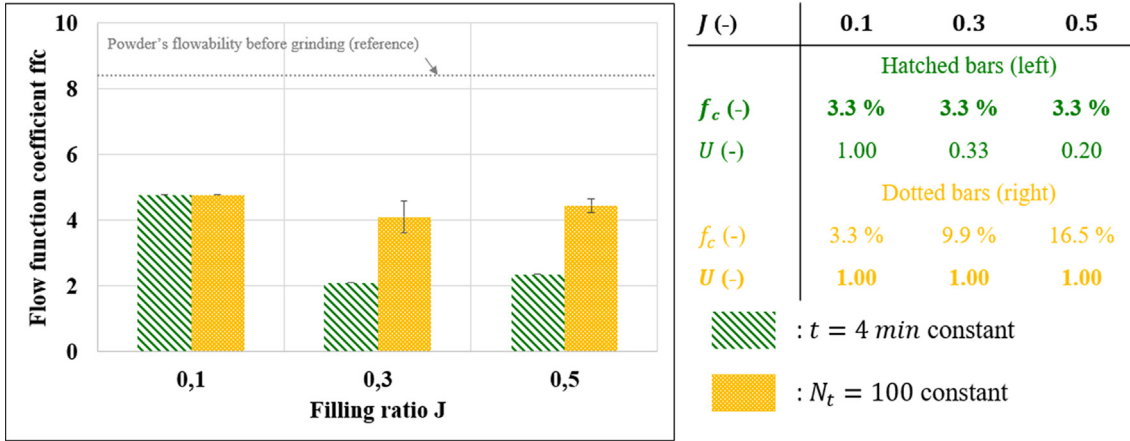 10
8
6
4
2
0
Flow function coefficient ffc
Powder's flowability before grinding (reference)
0,1 0,3 0,5
Filling ratio J
J (-) 0.1 0.3 0.5
Hatched bars (left)
f_c (-) 3.3 % 3.3 % 3.3 %
U (-) 1.00 0.33 0.20
Dotted bars (right)
f_c (-) 3.3 % 9.9 % 16.5 %
U (-) 1.00 1.00 1.00
: t = 4 min constant
: N_t = 100 constant